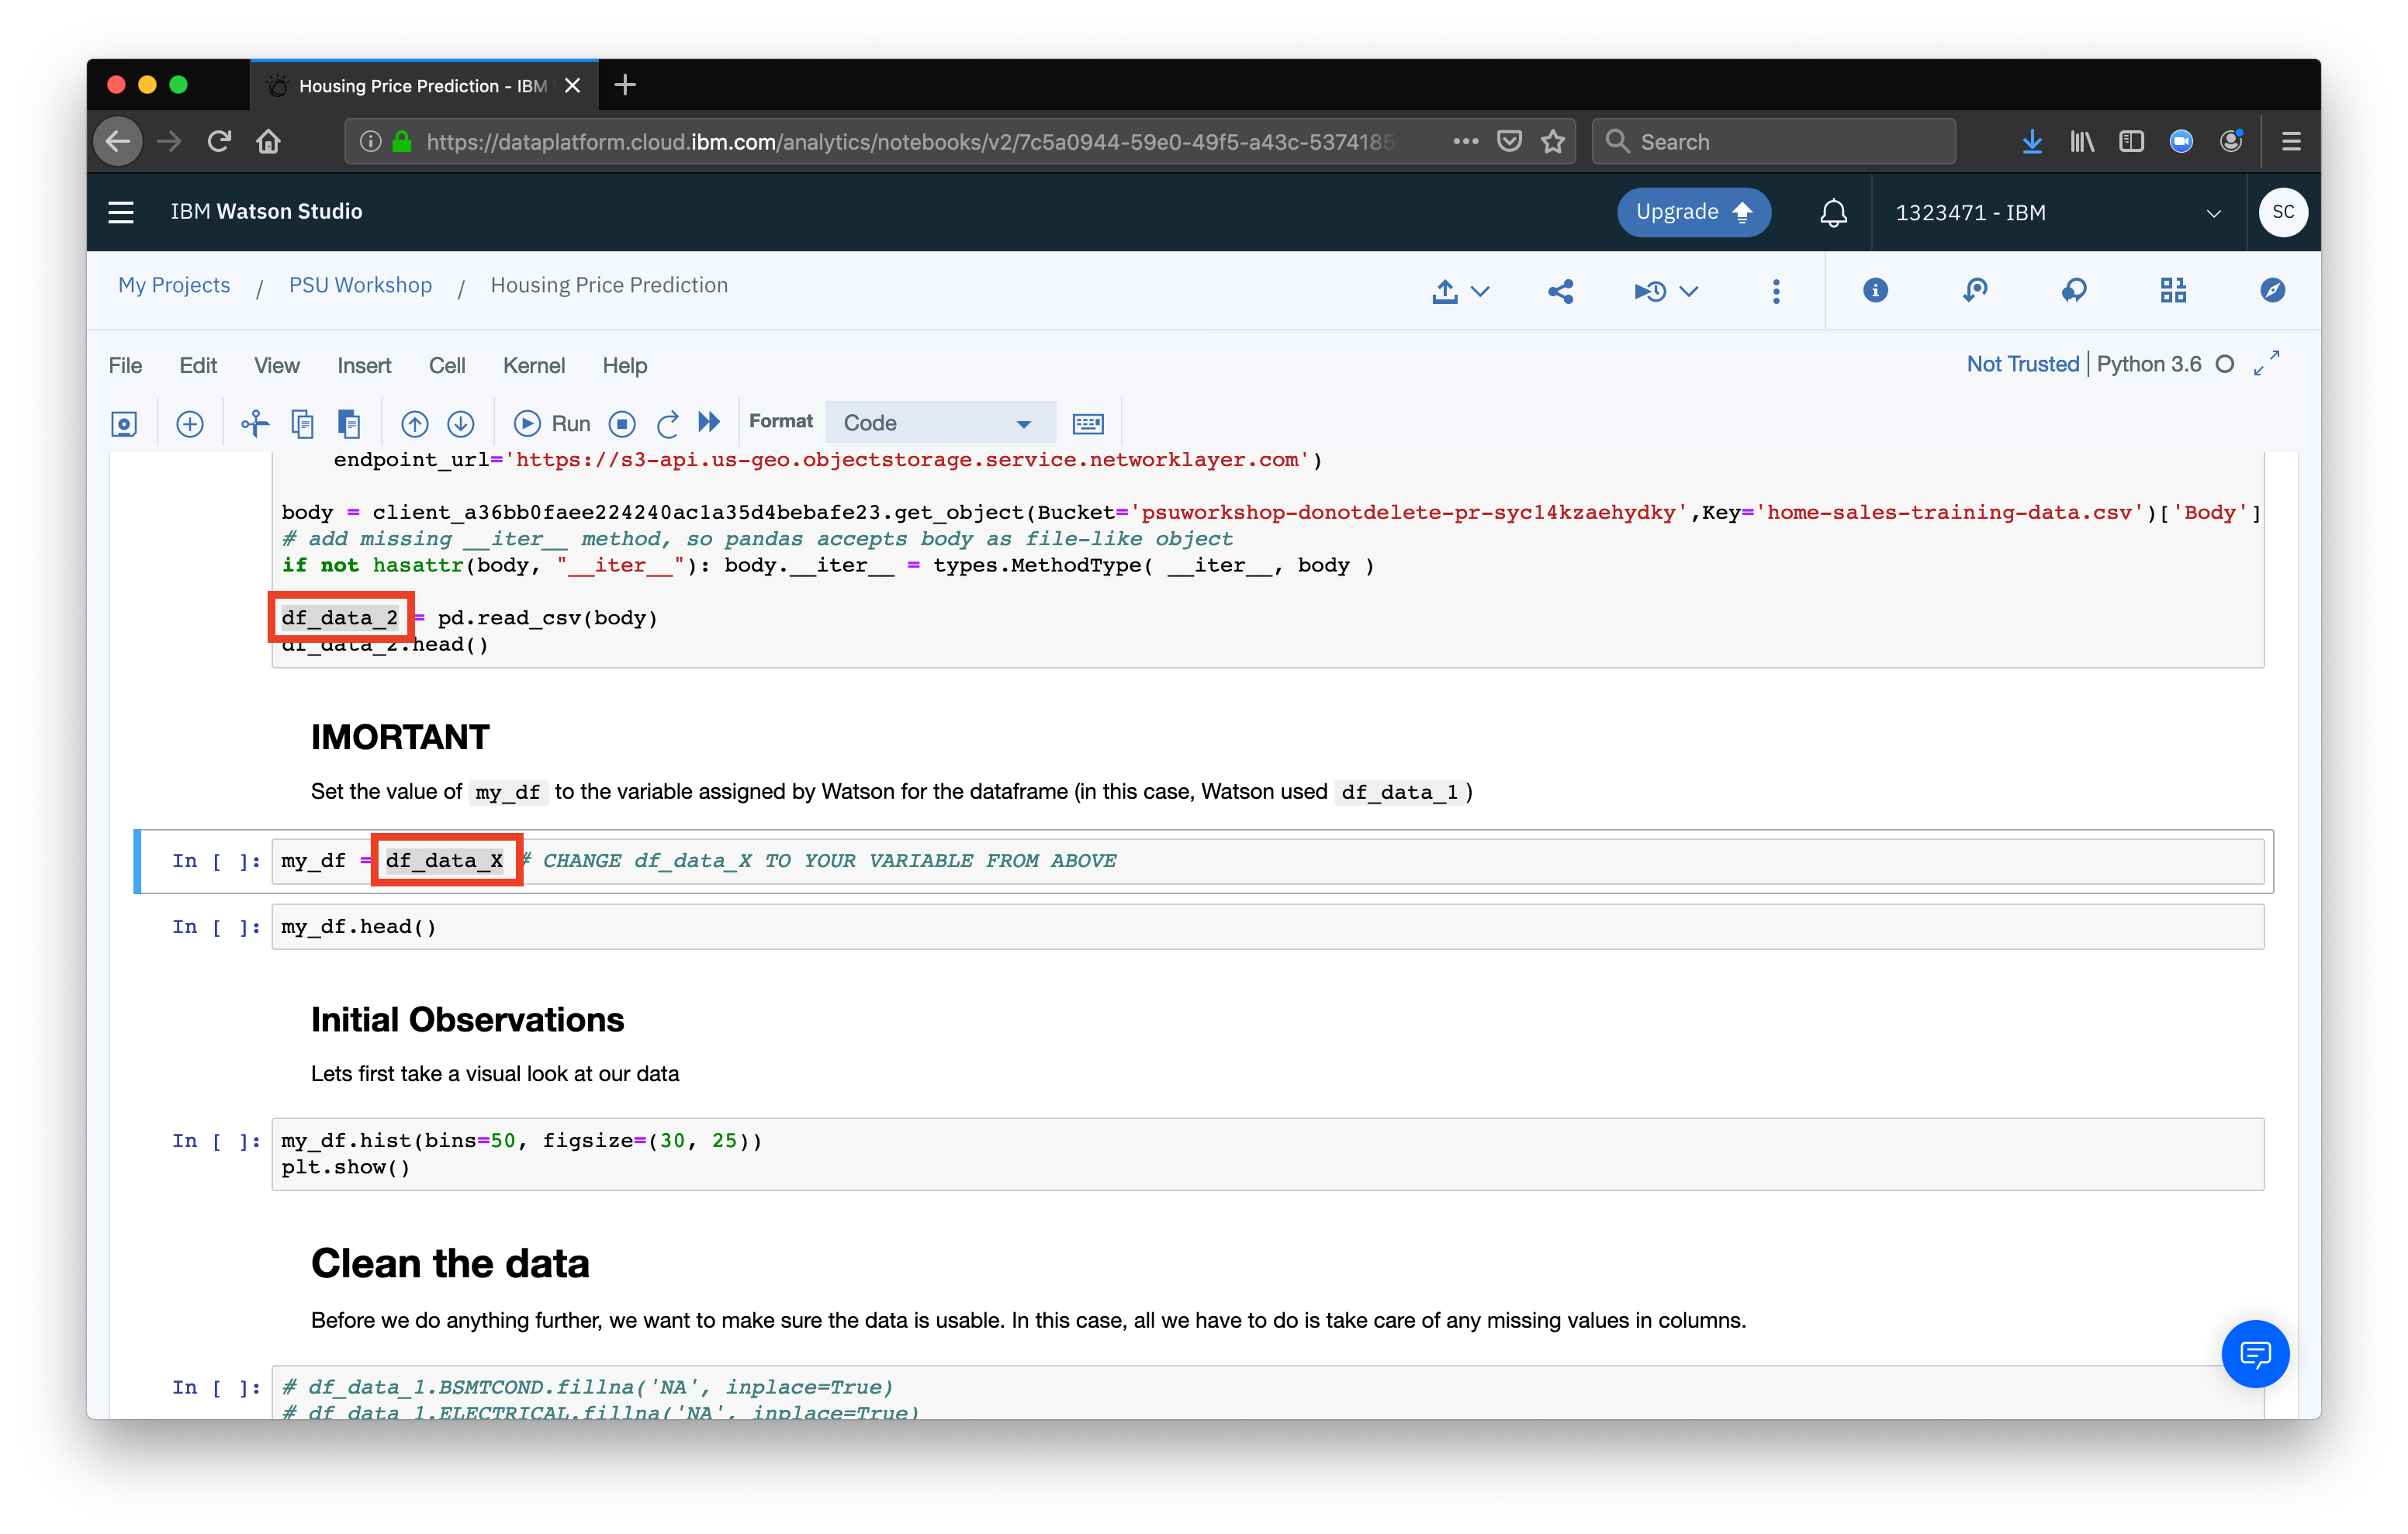 Housing Price Prediction - IBM
https://dataplatform.cloud.ibm.com/analytics/notebooks/v2/7c5a0944-59e0-49f5-a43c-5374185
Search
IBM Watson Studio
Upgrade
1323471 - IBM
SC
My Projects / PSU Workshop / Housing Price Prediction
File Edit View Insert Cell Kernel Help
Not Trusted | Python 3.6
Run
Format
Code
endpoint_url='https://s3-api.us-geo.objectstorage.service.networklayer.com')
body = client_a36bb0faee224240ac1a35d4bebafe23.get_object(Bucket='psuworkshop-donotdelete-pr-syc14kzaehydky',Key='home-sales-training-data.csv')['Body']
# add missing __iter__ method, so pandas accepts body as file-like object
if not hasattr(body, "__iter__"): body.__iter__ = types.MethodType( __iter__, body )
df_data_2 = pd.read_csv(body)
df_data_2.head()
IMORTANT
Set the value of my_df to the variable assigned by Watson for the dataframe (in this case, Watson used df_data_1 )
In [ ]: my_df = df_data_X # CHANGE df_data_X TO YOUR VARIABLE FROM ABOVE
In [ ]: my_df.head()
Initial Observations
Lets first take a visual look at our data
In [ ]: my_df.hist(bins=50, figsize=(30, 25))
plt.show()
Clean the data
Before we do anything further, we want to make sure the data is usable. In this case, all we have to do is take care of any missing values in columns.
In [ ]: # df_data_1.BSMTCOND.fillna('NA', inplace=True)
# df_data_1.ELECTRICAL.fillna('NA', inplace=True)